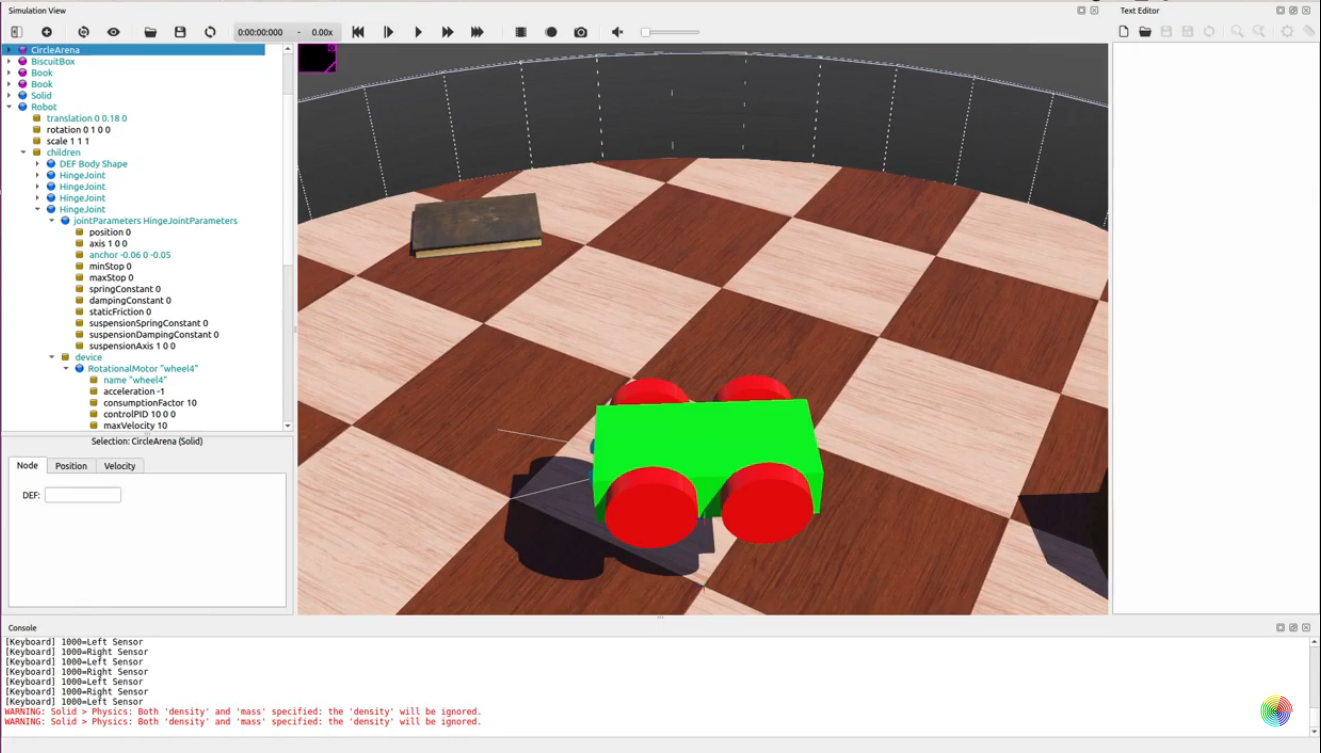 Simulation View
Text Editor
0:00:00:000 - 0.00x
CircleArena
BiscuitBox
Book
Book
Solid
Robot
translation 0 0.18 0
rotation 0 1 0 0
scale 1 1 1
children
DEF Body Shape
HingeJoint
HingeJoint
HingeJoint
HingeJoint
jointParameters HingeJointParameters
position 0
axis 1 0 0
anchor -0.06 0 -0.05
minStop 0
maxStop 0
springConstant 0
dampingConstant 0
staticFriction 0
suspensionSpringConstant 0
suspensionDampingConstant 0
suspensionAxis 1 0 0
device
RotationalMotor "wheel4"
name "wheel4"
acceleration -1
consumptionFactor 10
controlPID 10 0 0
maxVelocity 10
Selection: CircleArena (Solid)
Node Position Velocity
DEF:
Console
[Keyboard] 1000=Left Sensor
[Keyboard] 1000=Right Sensor
[Keyboard] 1000=Left Sensor
[Keyboard] 1000=Right Sensor
[Keyboard] 1000=Left Sensor
[Keyboard] 1000=Right Sensor
[Keyboard] 1000=Left Sensor
WARNING: Solid > Physics: Both 'density' and 'mass' specified: the 'density' will be ignored.
WARNING: Solid > Physics: Both 'density' and 'mass' specified: the 'density' will be ignored.